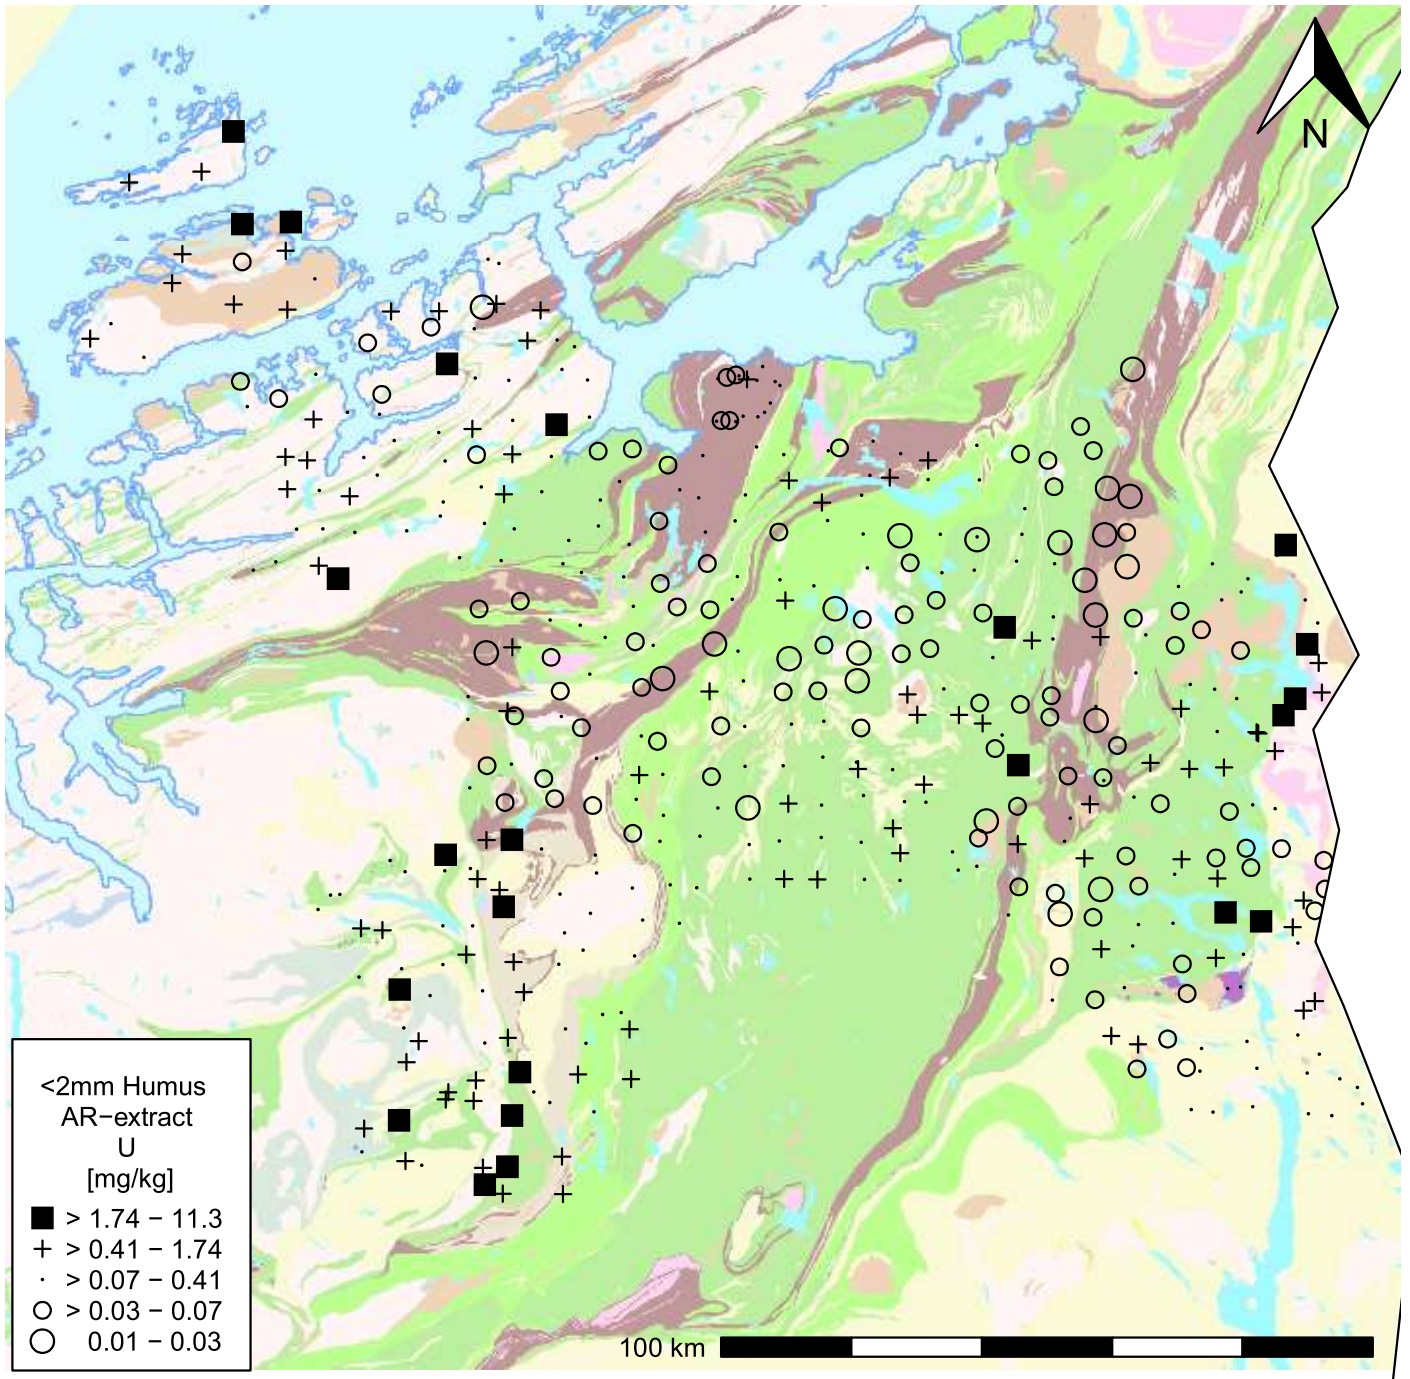 N
<2mm Humus
AR−extract
U
[mg/kg]
> 1.74 − 11.3
> 0.41 − 1.74
> 0.07 − 0.41
> 0.03 − 0.07
0.01 − 0.03
100 km